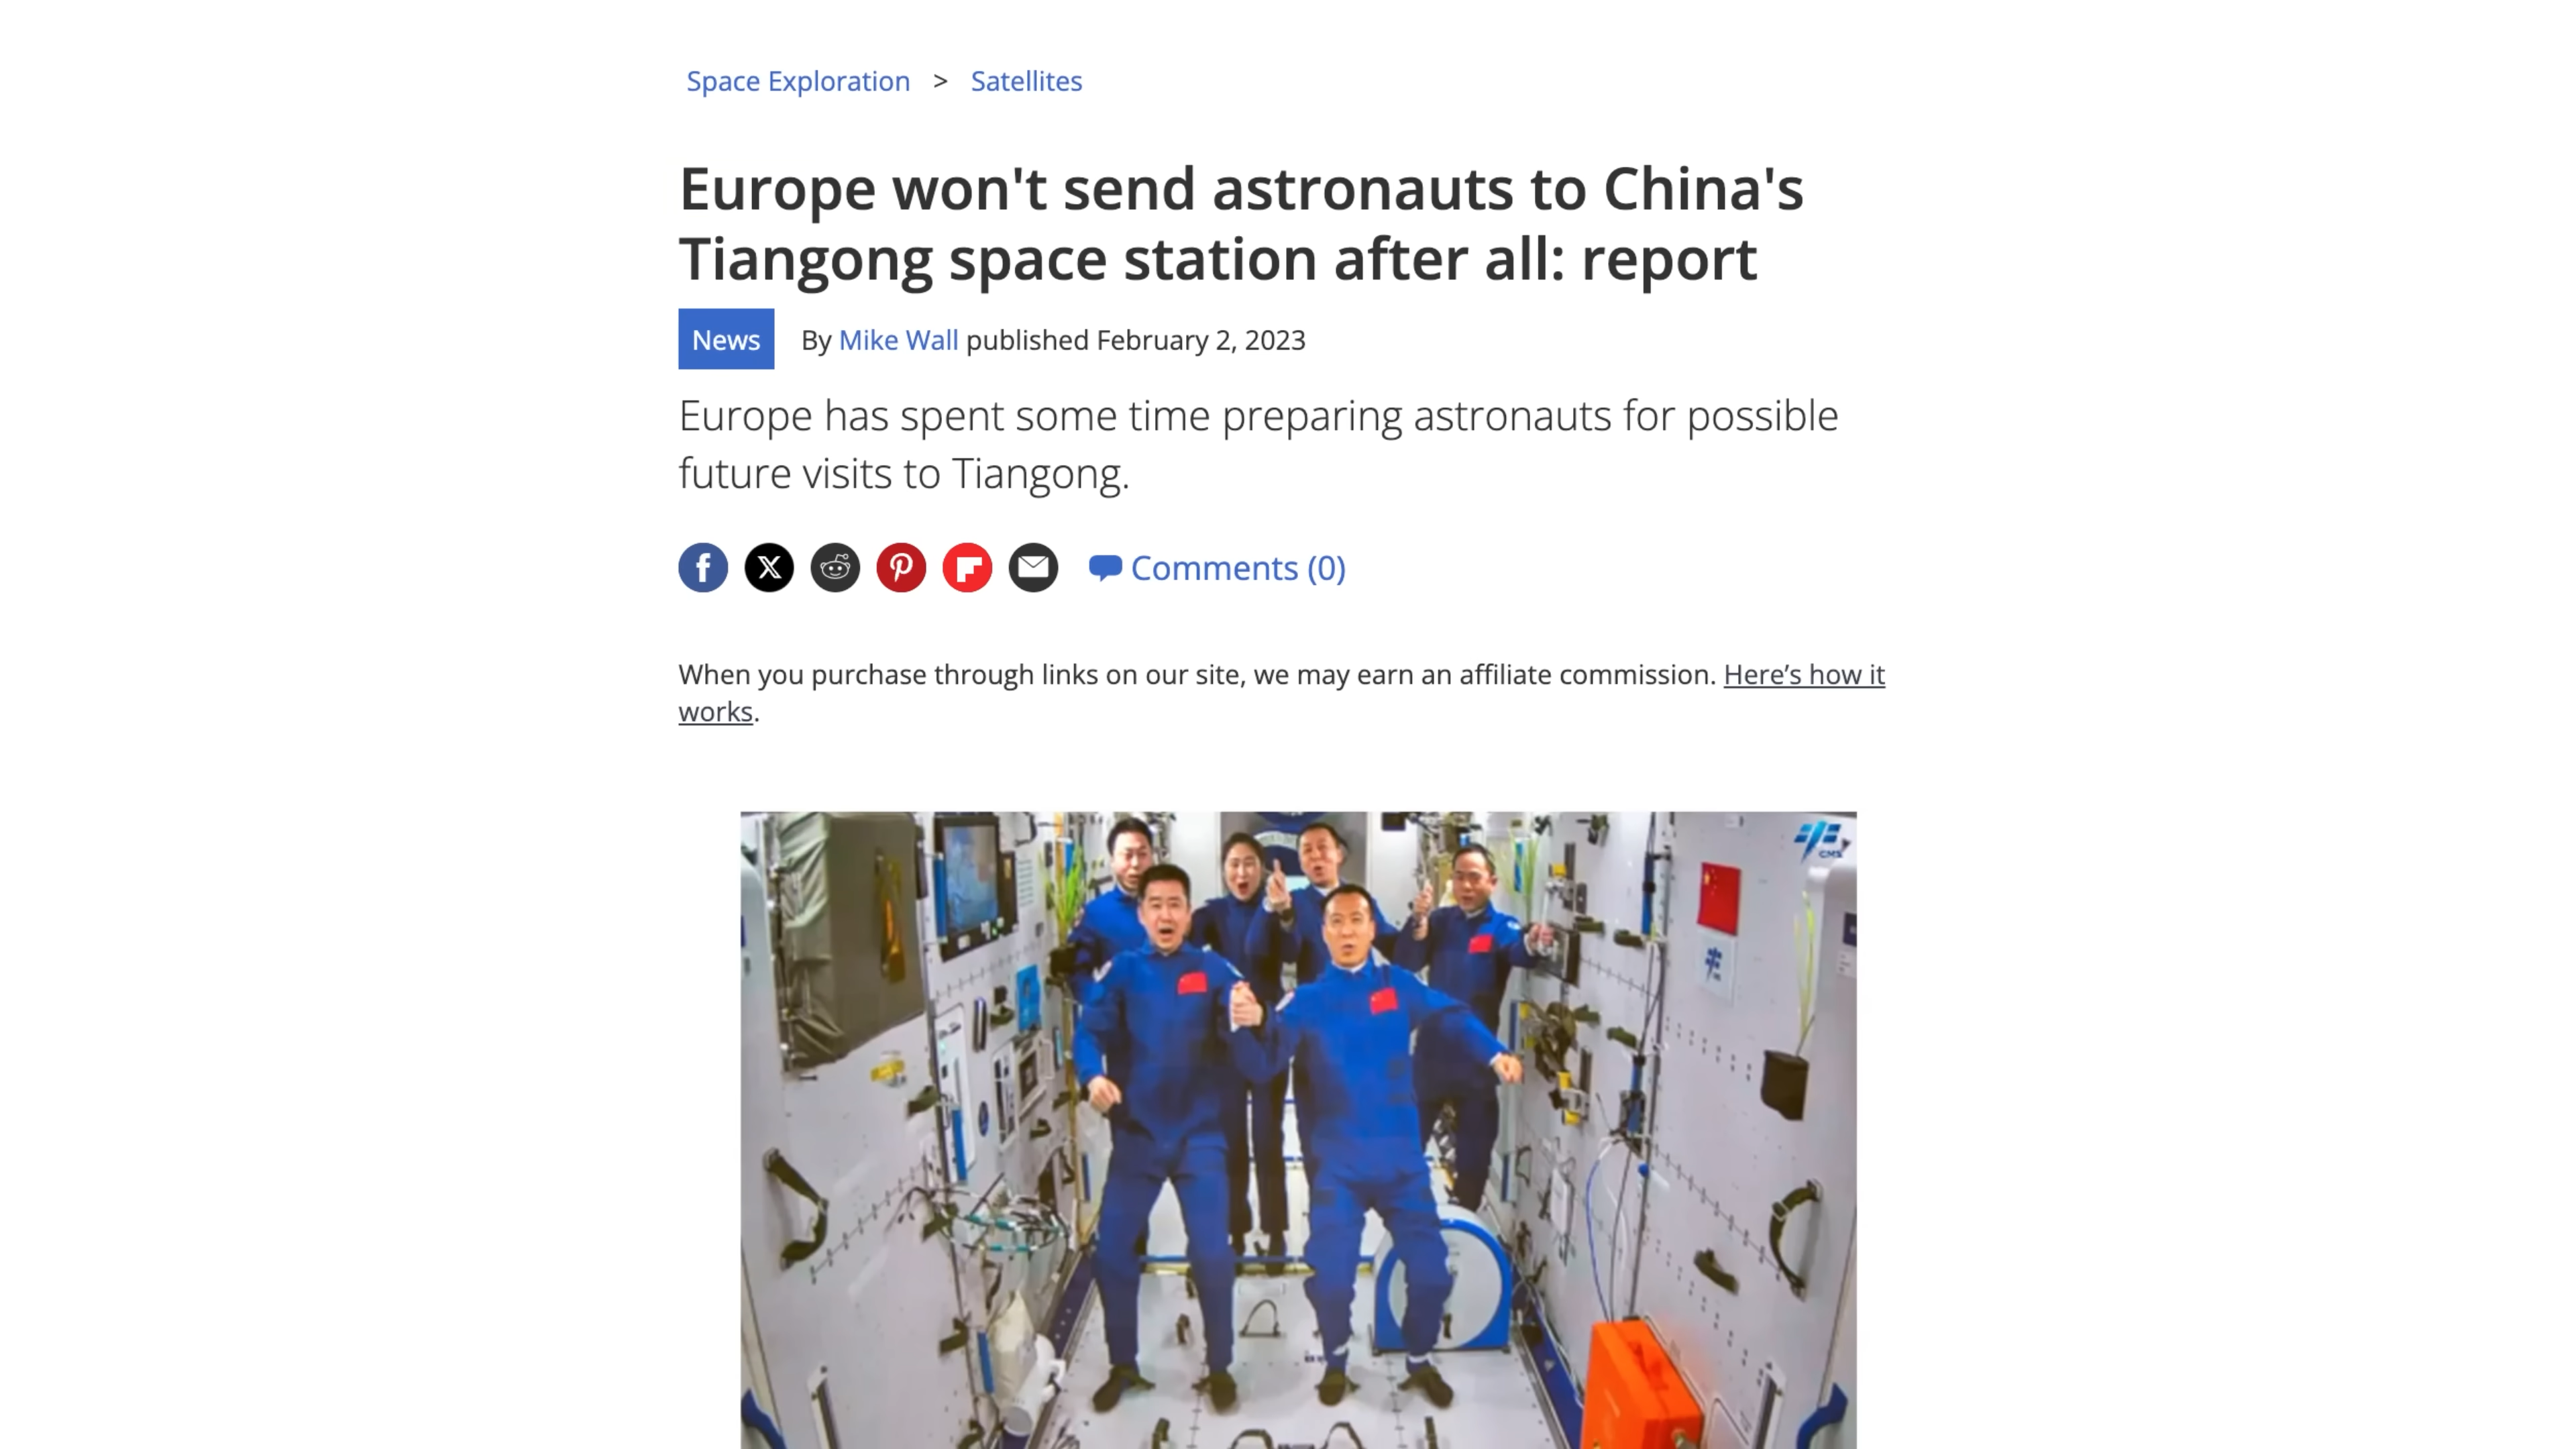 Space Exploration > Satellites
Europe won't send astronauts to China's
Tiangong space station after all: report
News By Mike Wall published February 2, 2023
Europe has spent some time preparing astronauts for possible
future visits to Tiangong.
Comments (0)
When you purchase through links on our site, we may earn an affiliate commission. Here’s how it
works.
CMS